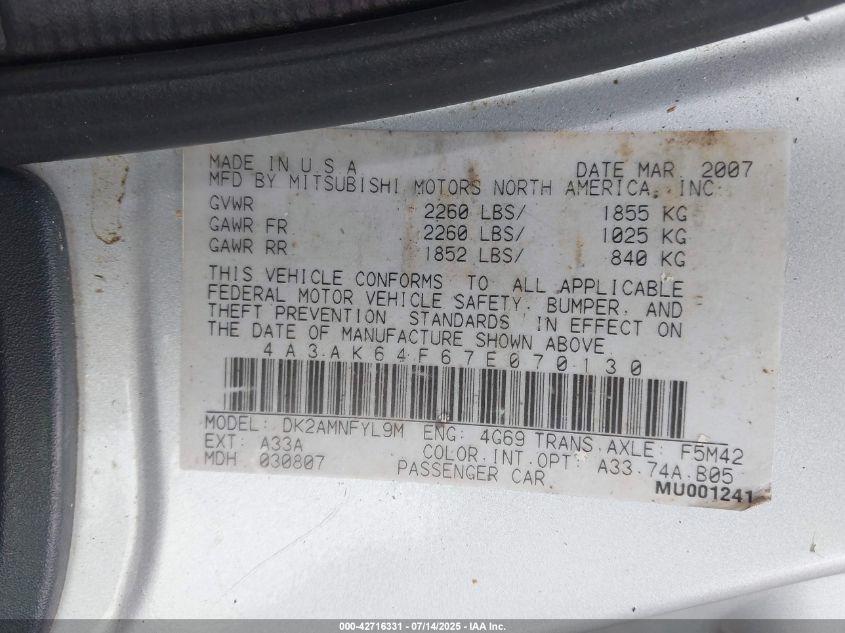 MADE IN U S A DATE MAR 2007
MFD BY MITSUBISHI MOTORS NORTH AMERICA, INC
GVWR 2260 LBS/ 1855 KG
GAWR FR 2260 LBS/ 1025 KG
GAWR RR 1852 LBS/ 840 KG
THIS VEHICLE CONFORMS TO ALL APPLICABLE
FEDERAL MOTOR VEHICLE SAFETY, BUMPER, AND
THEFT PREVENTION STANDARDS IN EFFECT ON
THE DATE OF MANUFACTURE SHOWN ABOVE
4A3AK64F67E070130
MODEL: DK2AMNFYL9M ENG: 4G69 TRANS AXLE: F5M42
EXT: A33A COLOR.INT.OPT: A33 74A B05
MDH 030807 PASSENGER CAR
MU001241
000-42716331 - 07/14/2025 - IAA Inc.